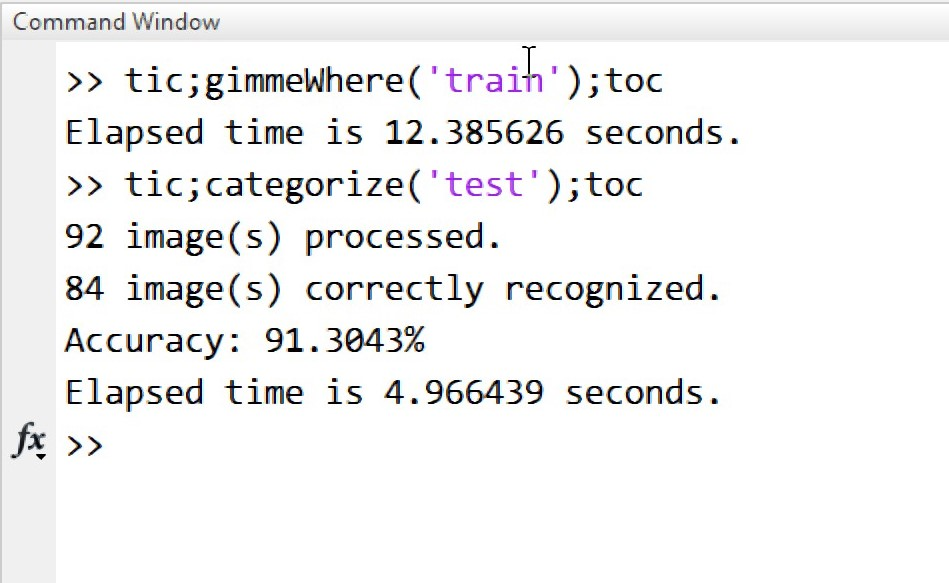 Command Window
>> tic;gimmeWhere('train');toc
Elapsed time is 12.385626 seconds.
>> tic;categorize('test');toc
92 image(s) processed.
84 image(s) correctly recognized.
Accuracy: 91.3043%
Elapsed time is 4.966439 seconds.
fx >>